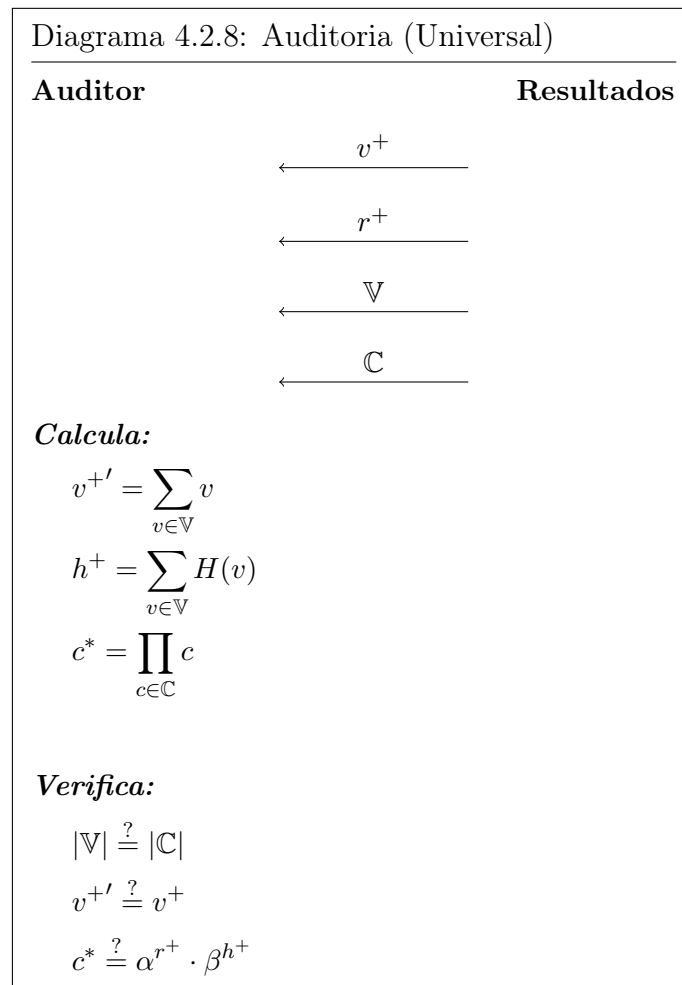 Diagrama 4.2.8: Auditoria (Universal)
Auditor Resultados
v⁺
r⁺
𝕍
ℂ
Calcula:
v⁺′ = ∑_{v∈𝕍} v
h⁺ = ∑_{v∈𝕍} H(v)
c* = ∏_{c∈ℂ} c
Verifica:
|𝕍| ≟ |ℂ|
v⁺′ ≟ v⁺
c* ≟ α^{r⁺} · β^{h⁺}